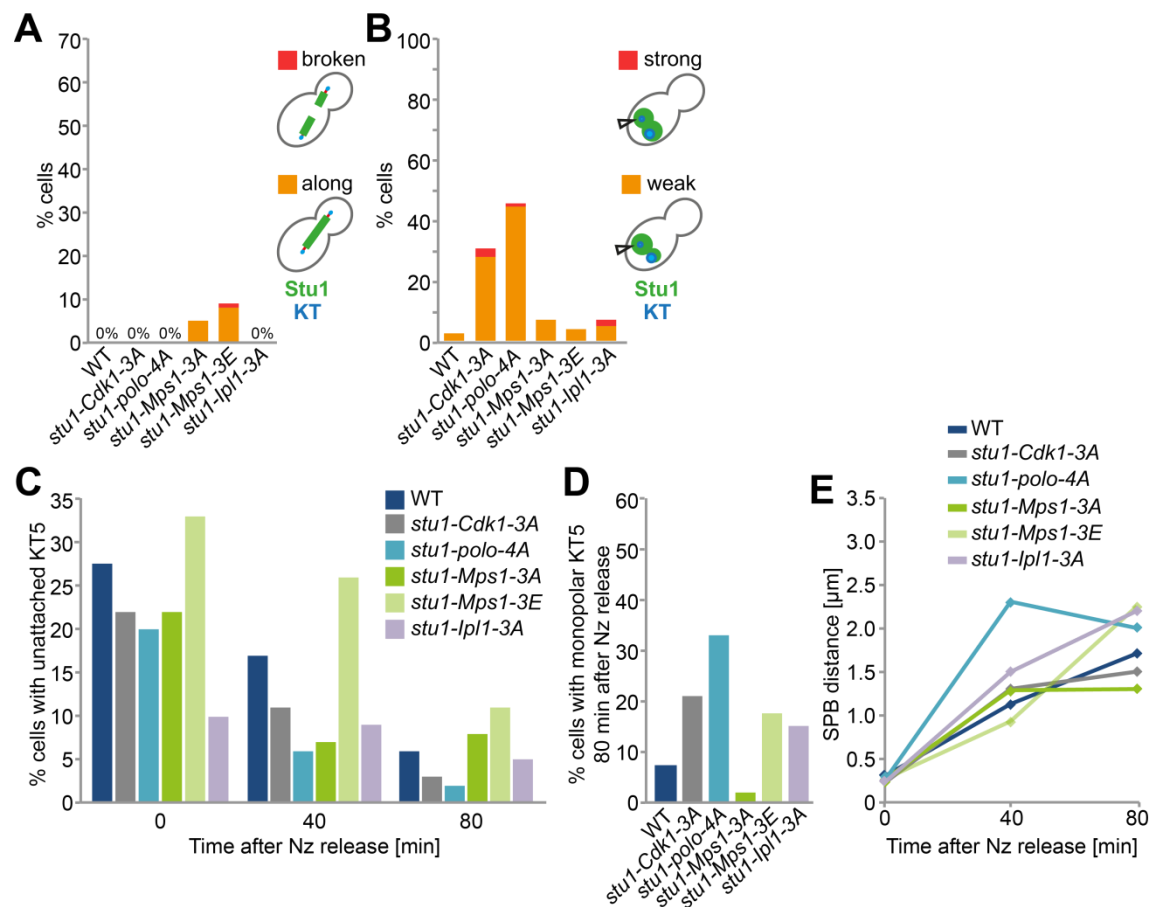 A
% cells
70
60
50
40
30
20
10
0
0%
0%
0%
0%
WT
stu1-Cdk1-3A
stu1-polo-4A
stu1-Mps1-3A
stu1-Mps1-3E
stu1-Ipl1-3A
broken
along
Stu1
KT
B
% cells
100
80
60
40
20
0
WT
stu1-Cdk1-3A
stu1-polo-4A
stu1-Mps1-3A
stu1-Mps1-3E
stu1-Ipl1-3A
strong
weak
Stu1
KT
C
% cells with unattached KT5
35
30
25
20
15
10
5
0
0
40
80
Time after Nz release [min]
WT
stu1-Cdk1-3A
stu1-polo-4A
stu1-Mps1-3A
stu1-Mps1-3E
stu1-Ipl1-3A
D
% cells with monopolar KT5
80 min after Nz release
60
50
40
30
20
10
0
WT
stu1-Cdk1-3A
stu1-polo-4A
stu1-Mps1-3A
stu1-Mps1-3E
stu1-Ipl1-3A
E
WT
stu1-Cdk1-3A
stu1-polo-4A
stu1-Mps1-3A
stu1-Mps1-3E
stu1-Ipl1-3A
SPB distance [µm]
3.5
3.0
2.5
2.0
1.5
1.0
0.5
0
0
40
80
Time after Nz release [min]